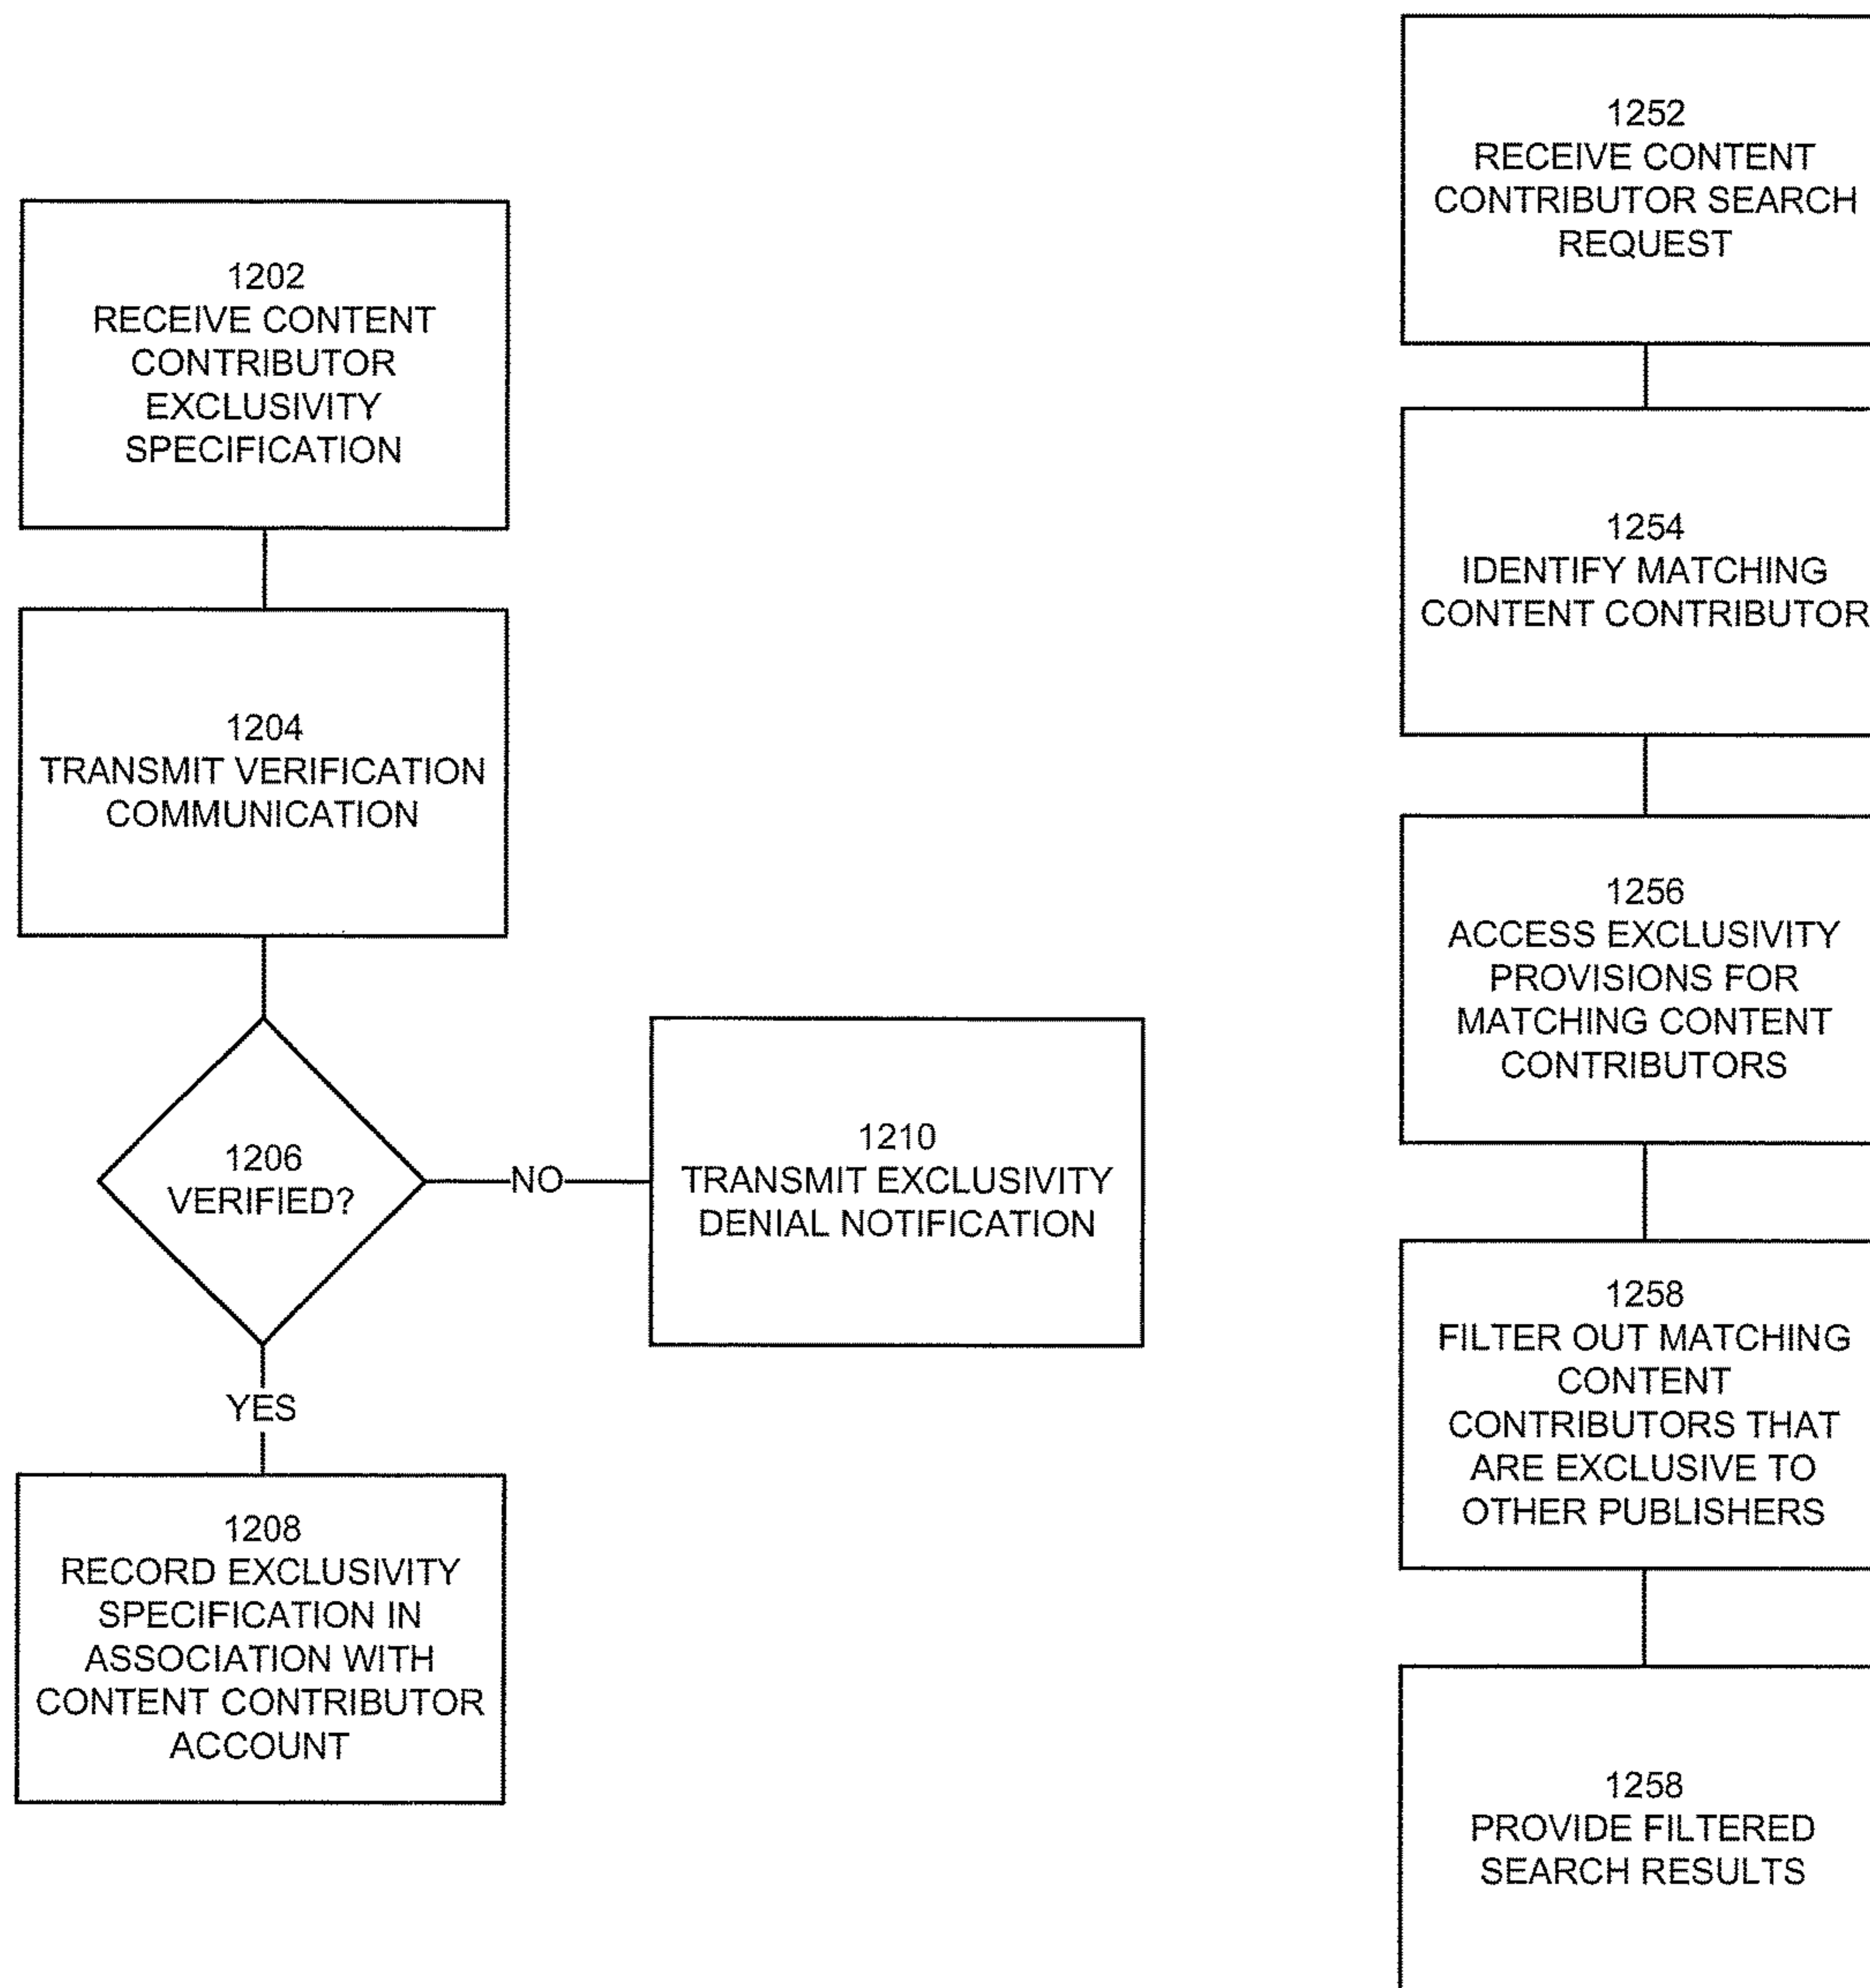 1202
RECEIVE CONTENT
CONTRIBUTOR
EXCLUSIVITY
SPECIFICATION
1204
TRANSMIT VERIFICATION
COMMUNICATION
1206
VERIFIED?
NO
1210
TRANSMIT EXCLUSIVITY
DENIAL NOTIFICATION
YES
1208
RECORD EXCLUSIVITY
SPECIFICATION IN
ASSOCIATION WITH
CONTENT CONTRIBUTOR
ACCOUNT
1252
RECEIVE CONTENT
CONTRIBUTOR SEARCH
REQUEST
1254
IDENTIFY MATCHING
CONTENT CONTRIBUTOR
1256
ACCESS EXCLUSIVITY
PROVISIONS FOR
MATCHING CONTENT
CONTRIBUTORS
1258
FILTER OUT MATCHING
CONTENT
CONTRIBUTORS THAT
ARE EXCLUSIVE TO
OTHER PUBLISHERS
1258
PROVIDE FILTERED
SEARCH RESULTS